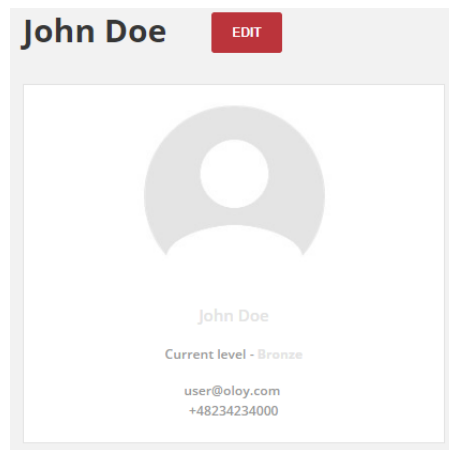 John Doe EDIT
John Doe
Current level - Bronze
user@oloy.com
+48234234000